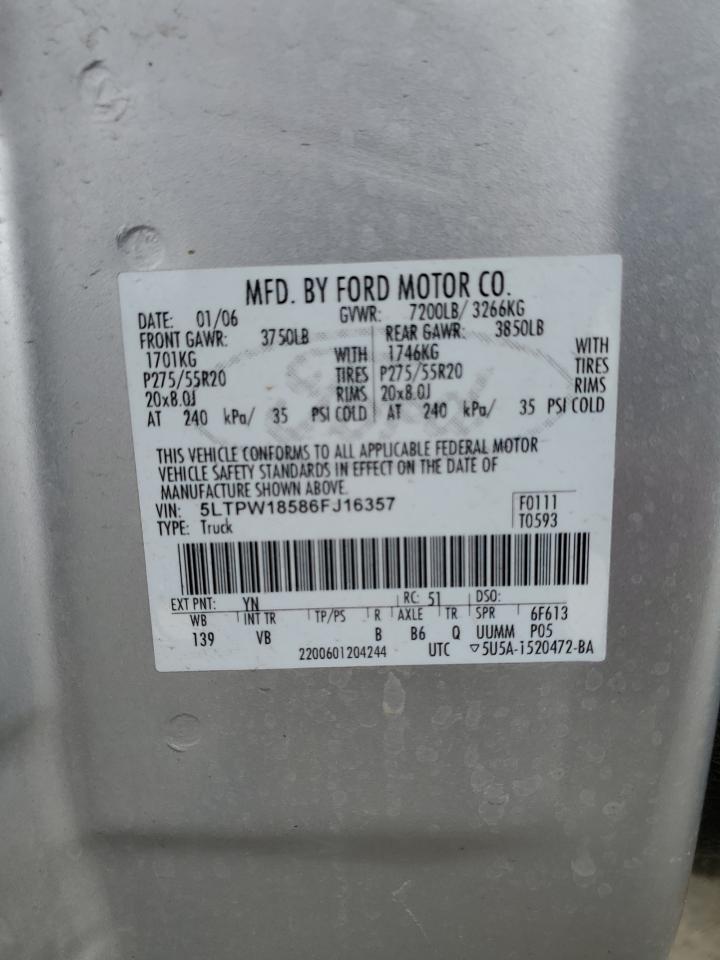 MFD. BY FORD MOTOR CO.
DATE: 01/06 GVWR: 7200LB/ 3266KG
FRONT GAWR: 3750LB REAR GAWR: 3850LB
1701KG WITH 1746KG WITH
P275/55R20 TIRES P275/55R20 TIRES
20x8.0J RIMS 20x8.0J RIMS
AT 240 kPa/ 35 PSI COLD AT 240 kPa/ 35 PSI COLD
THIS VEHICLE CONFORMS TO ALL APPLICABLE FEDERAL MOTOR
VEHICLE SAFETY STANDARDS IN EFFECT ON THE DATE OF
MANUFACTURE SHOWN ABOVE.
VIN: 5LTPW18586FJ16357 F0111
TYPE: Truck T0593
EXT PNT: YN RC: 51 DSO:
WB INT TR TP/PS R AXLE TR SPR 6F613
139 VB B B6 Q UUMM P05
2200601204244 UTC ▽5U5A-1520472-BA